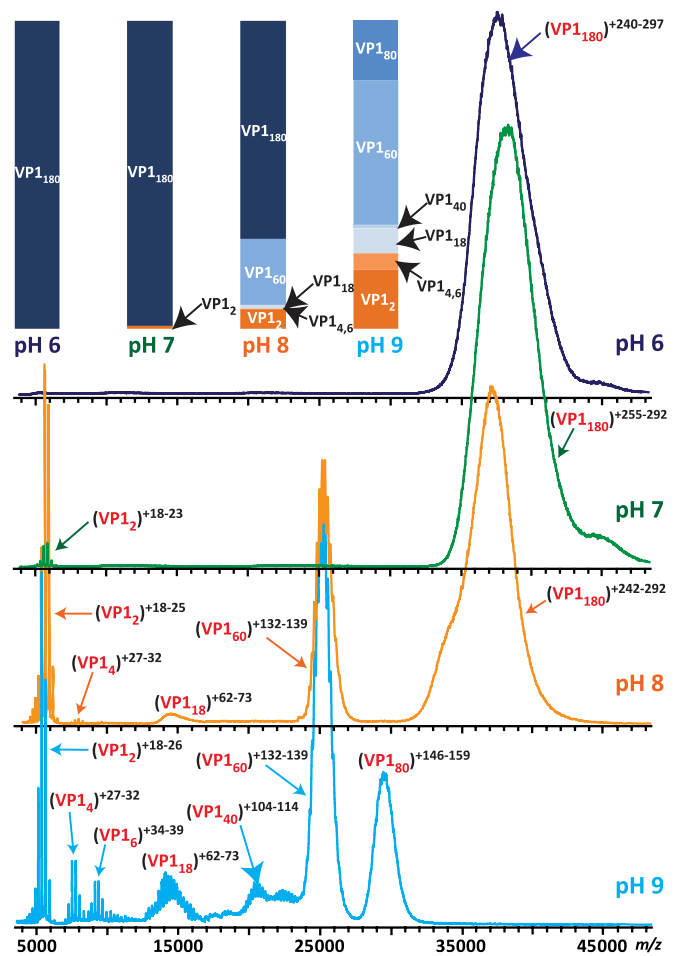 (VP1₁₈₀)⁺²⁴⁰⁻²⁹⁷
VP1₁₈₀
VP1₁₈₀
VP1₂
pH 6
pH 7
VP1₁₈₀
VP1₆₀
VP1₂
VP1₁₈
VP1₄,₆
pH 8
VP1₈₀
VP1₆₀
VP1₂
VP1₄₀
VP1₁₈
VP1₄,₆
pH 9
pH 6
(VP1₁₈₀)⁺²⁵⁵⁻²⁹²
(VP1₂)⁺¹⁸⁻²³
pH 7
(VP1₂)⁺¹⁸⁻²⁵
(VP1₄)⁺²⁷⁻³²
(VP1₁₈)⁺⁶²⁻⁷³
(VP1₆₀)⁺¹³²⁻¹³⁹
(VP1₁₈₀)⁺²⁴²⁻²⁹²
pH 8
(VP1₂)⁺¹⁸⁻²⁶
(VP1₄)⁺²⁷⁻³²
(VP1₆)⁺³⁴⁻³⁹
(VP1₁₈)⁺⁶²⁻⁷³
(VP1₄₀)⁺¹⁰⁴⁻¹¹⁴
(VP1₆₀)⁺¹³²⁻¹³⁹
(VP1₈₀)⁺¹⁴⁶⁻¹⁵⁹
pH 9
5000 15000 25000 35000 45000 m/z